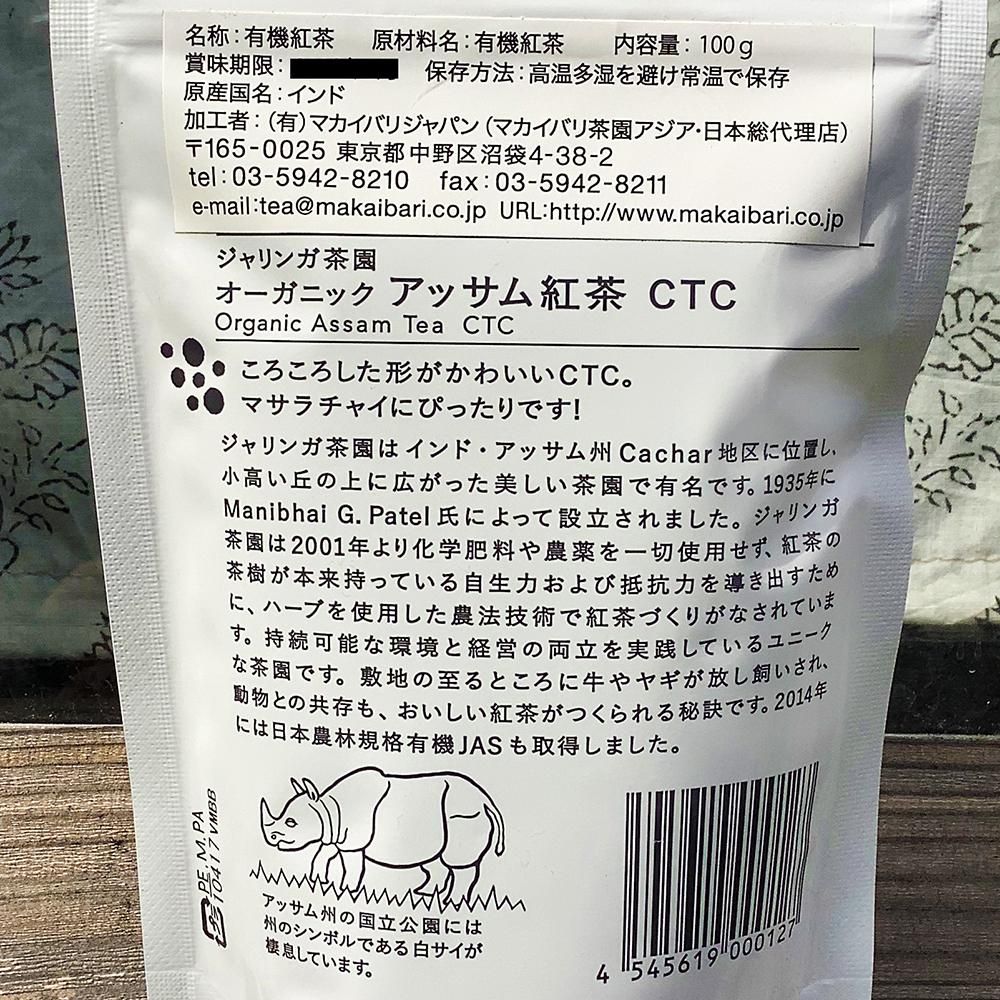 名称：有機紅茶　原材料名：有機紅茶　内容量：100g
賞味期限：　保存方法：高温多湿を避け常温で保存
原産国名：インド
加工者：（有）マカイバリジャパン（マカイバリ茶園アジア・日本総代理店）
〒165-0025 東京都中野区沼袋4-38-2
tel：03-5942-8210　fax：03-5942-8211
e-mail:tea@makaibari.co.jp URL:http://www.makaibari.co.jp
ジャリンガ茶園
オーガニック アッサム紅茶 CTC
Organic Assam Tea CTC
ころころした形がかわいいCTC。
マサラチャイにぴったりです！
ジャリンガ茶園はインド・アッサム州Cachar地区に位置し、
小高い丘の上に広がった美しい茶園で有名です。1935年に
Manibhai G. Patel氏によって設立されました。ジャリンガ
茶園は2001年より化学肥料や農薬を一切使用せず、紅茶の
茶樹が本来持っている自生力および抵抗力を導き出すため
に、ハーブを使用した農法技術で紅茶づくりがなされていま
す。持続可能な環境と経営の両立を実践しているユニーク
な茶園です。敷地の至るところに牛やヤギが放し飼いされ、
動物との共存も、おいしい紅茶がつくられる秘訣です。2014年
には日本農林規格有機JASも取得しました。
PE, M, PA
10417 VMBB
アッサム州の国立公園には
州のシンボルである白サイが
棲息しています。
4 545619 000127